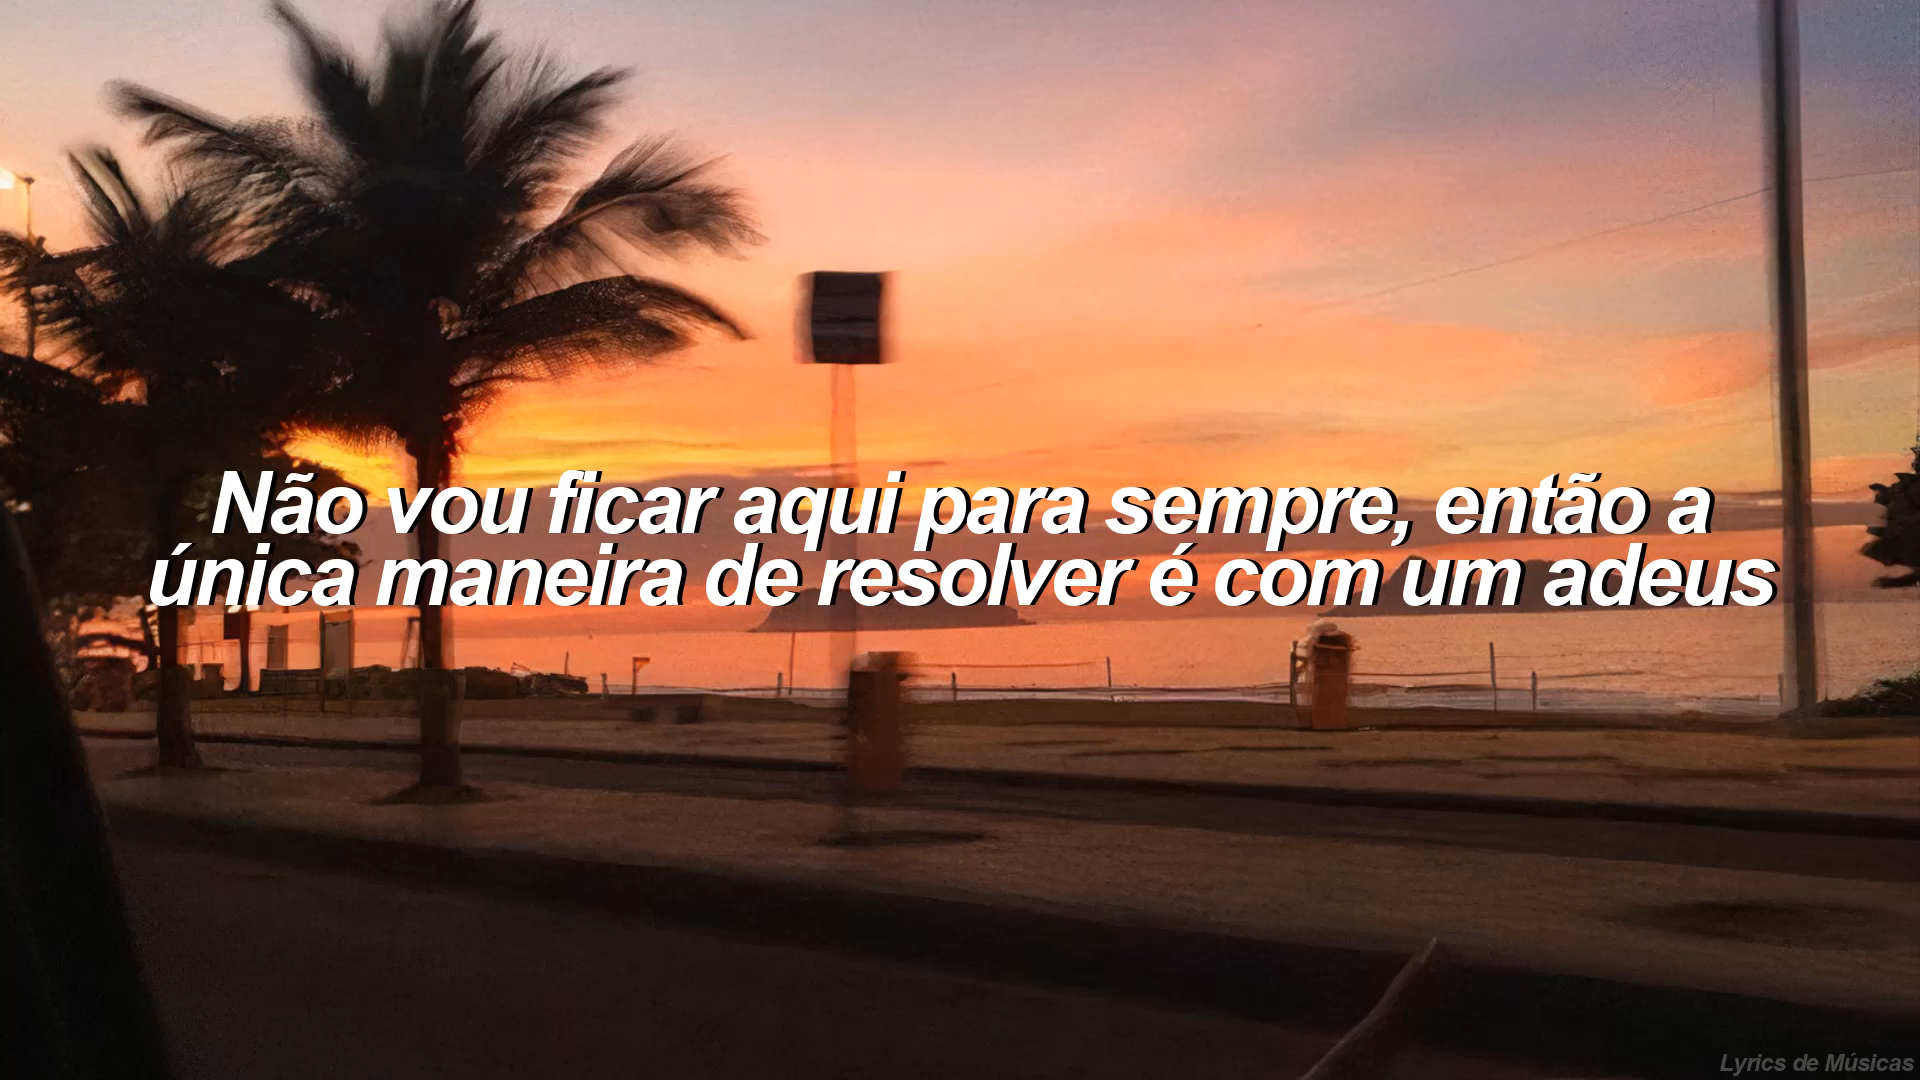 Não vou ficar aqui para sempre, então a
única maneira de resolver é com um adeus
Lyrics de Músicas